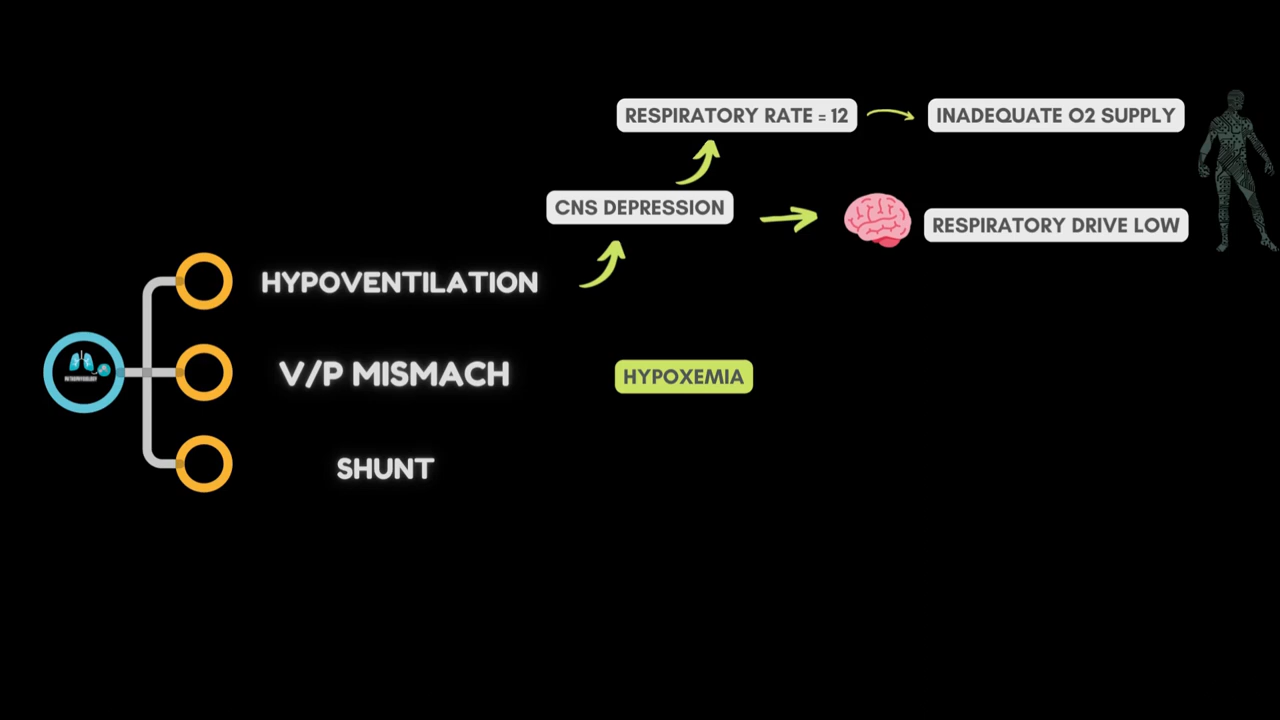 RESPIRATORY RATE = 12
INADEQUATE O2 SUPPLY
CNS DEPRESSION
RESPIRATORY DRIVE LOW
HYPOVENTILATION
V/P MISMACH
HYPOXEMIA
SHUNT